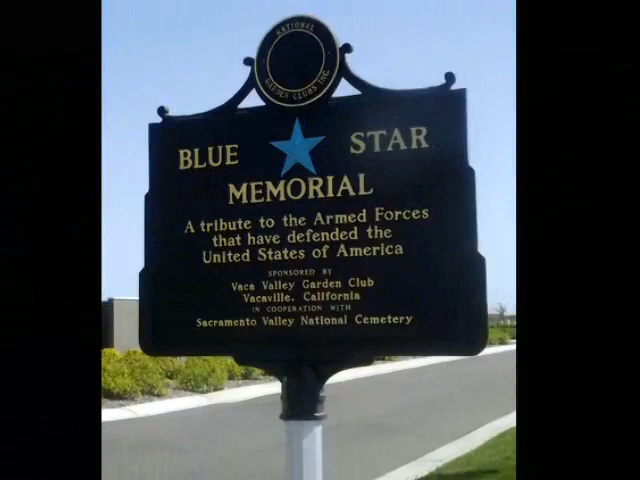 NATIONAL
GARDEN CLUBS INC.
BLUE STAR
MEMORIAL
A tribute to the Armed Forces
that have defended the
United States of America
SPONSORED BY
Vaca Valley Garden Club
Vacaville, California
IN COOPERATION WITH
Sacramento Valley National Cemetery